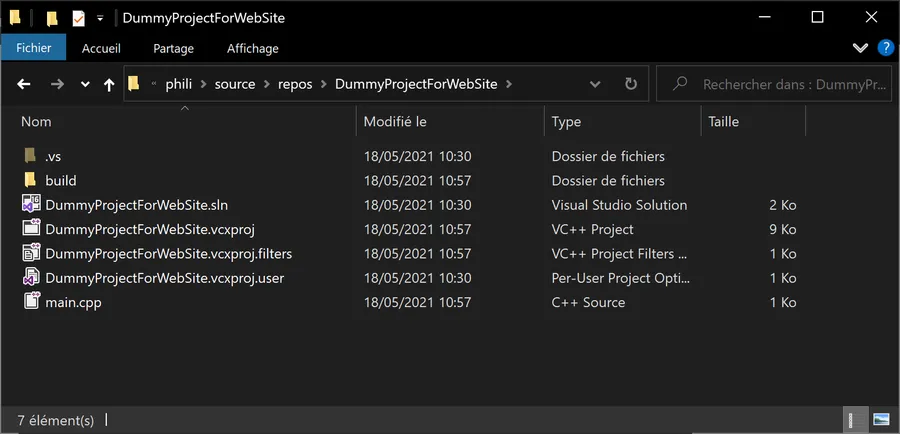 DummyProjectForWebSite
Fichier Accueil Partage Affichage
« phili > source > repos > DummyProjectForWebSite > Rechercher dans : DummyPr...
Nom Modifié le Type Taille
.vs 18/05/2021 10:30 Dossier de fichiers
build 18/05/2021 10:57 Dossier de fichiers
DummyProjectForWebSite.sln 18/05/2021 10:30 Visual Studio Solution 2 Ko
DummyProjectForWebSite.vcxproj 18/05/2021 10:57 VC++ Project 9 Ko
DummyProjectForWebSite.vcxproj.filters 18/05/2021 10:57 VC++ Project Filters ... 1 Ko
DummyProjectForWebSite.vcxproj.user 18/05/2021 10:30 Per-User Project Opti... 1 Ko
main.cpp 18/05/2021 10:57 C++ Source 1 Ko
7 élément(s)